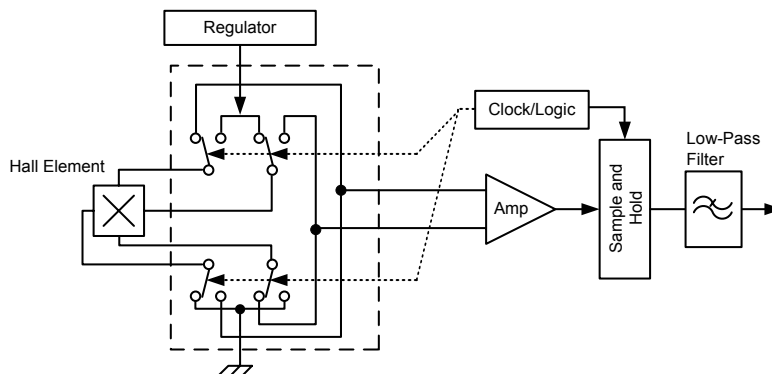 Regulator
Clock/Logic
Low-Pass
Filter
Hall Element
Amp
Sample and
Hold